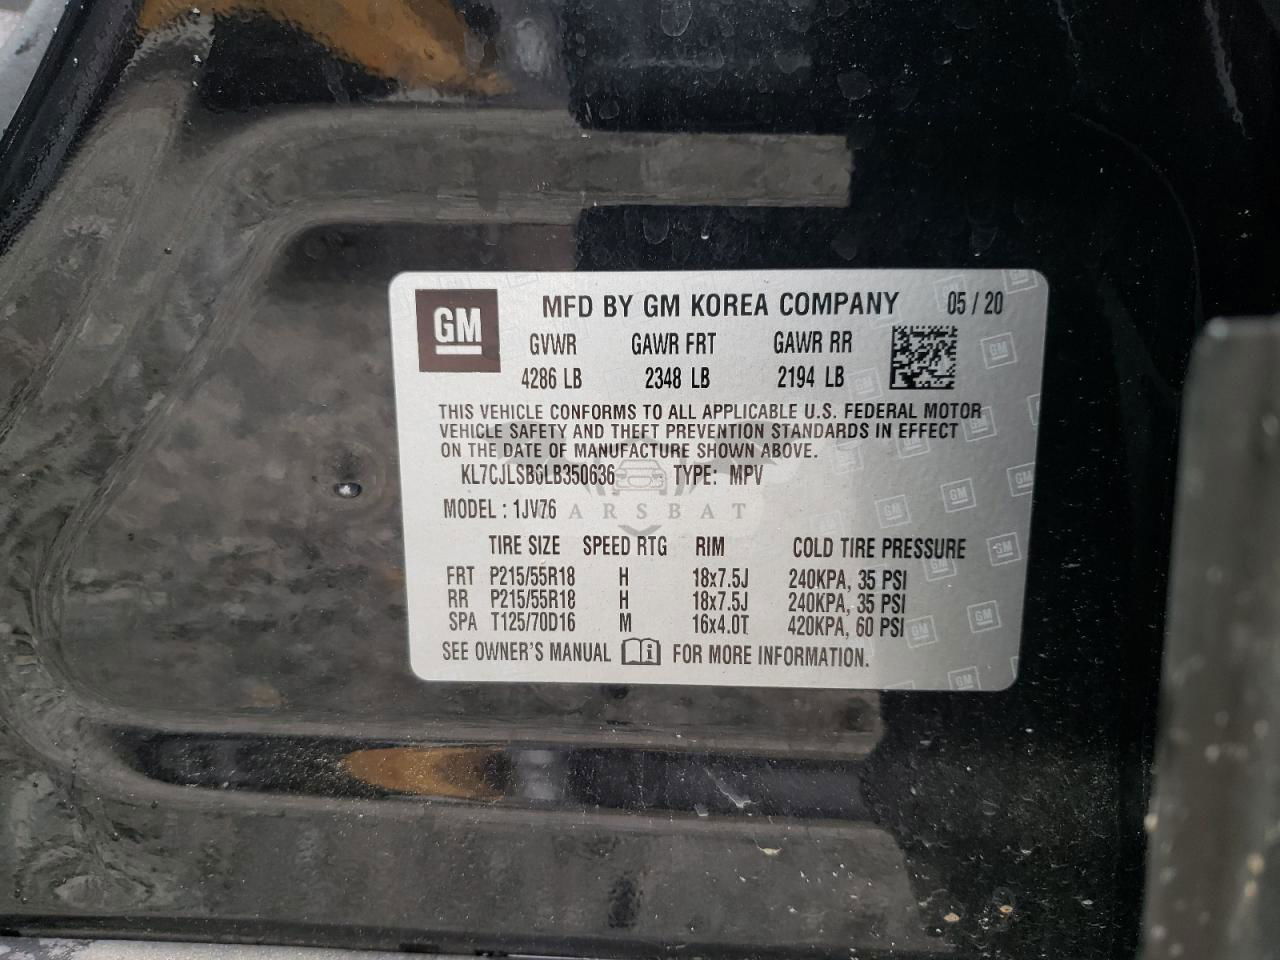 GM
MFD BY GM KOREA COMPANY 05/20
GVWR GAWR FRT GAWR RR
4286 LB 2348 LB 2194 LB
THIS VEHICLE CONFORMS TO ALL APPLICABLE U.S. FEDERAL MOTOR
VEHICLE SAFETY AND THEFT PREVENTION STANDARDS IN EFFECT
ON THE DATE OF MANUFACTURE SHOWN ABOVE.
KL7CJLSB6LB350636 TYPE: MPV
MODEL: 1JV76
ARSBAT
TIRE SIZE SPEED RTG RIM COLD TIRE PRESSURE
FRT P215/55R18 H 18x7.5J 240KPA, 35 PSI
RR P215/55R18 H 18x7.5J 240KPA, 35 PSI
SPA T125/70D16 M 16x4.0T 420KPA, 60 PSI
SEE OWNER'S MANUAL FOR MORE INFORMATION.